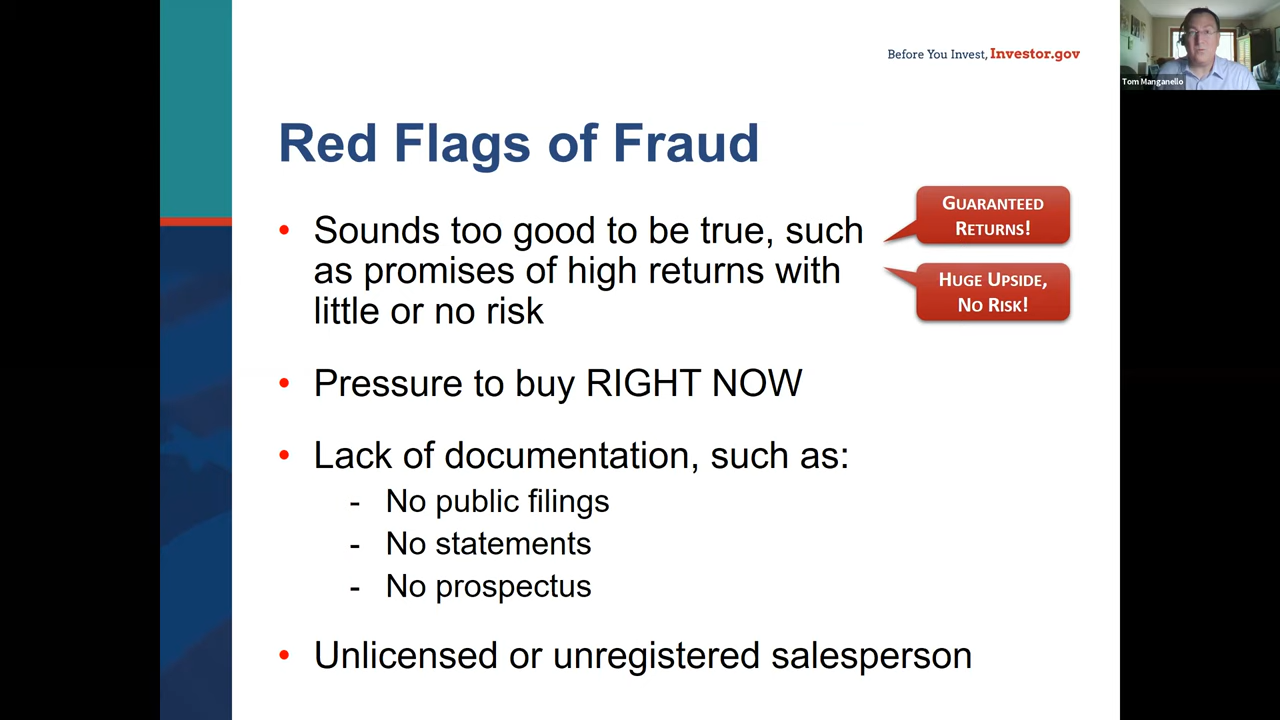 Before You Invest, Investor.gov
Tom Manganello
Red Flags of Fraud
• Sounds too good to be true, such
as promises of high returns with
little or no risk
GUARANTEED
RETURNS!
HUGE UPSIDE,
NO RISK!
• Pressure to buy RIGHT NOW
• Lack of documentation, such as:
- No public filings
- No statements
- No prospectus
• Unlicensed or unregistered salesperson